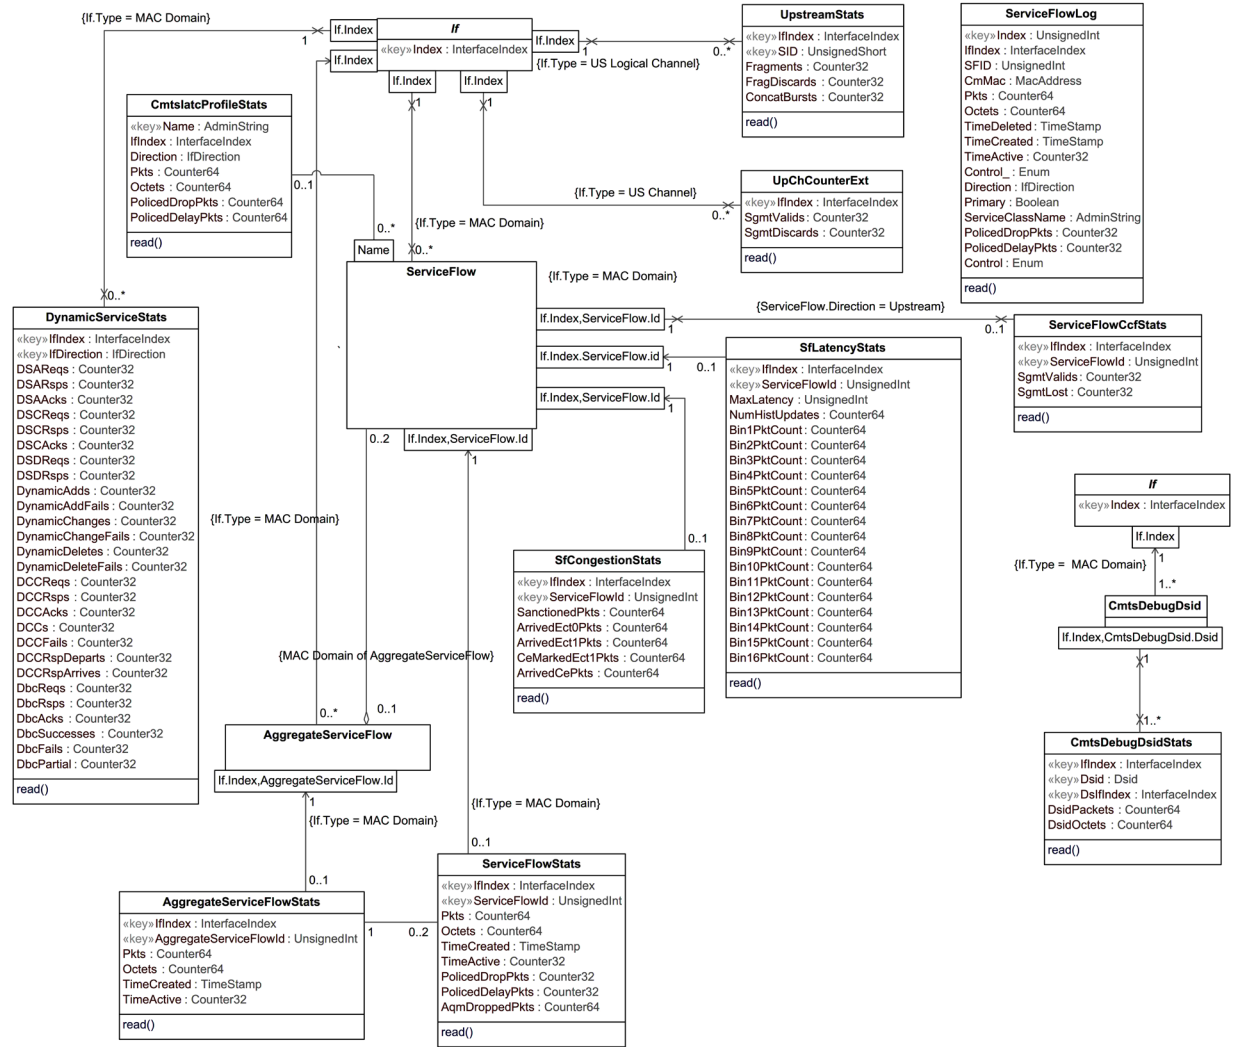 {If.Type = MAC Domain}
1
If.Index
If.Index
If
«key»Index : InterfaceIndex
If.Index
If.Index
If.Index
1
{If.Type = US Logical Channel}
0..*
1
1
UpstreamStats
«key»IfIndex : InterfaceIndex
«key»SID : UnsignedShort
Fragments : Counter32
FragDiscards : Counter32
ConcatBursts : Counter32
read()
ServiceFlowLog
«key»Index : UnsignedInt
IfIndex : InterfaceIndex
SFID : UnsignedInt
CmMac : MacAddress
Pkts : Counter64
Octets : Counter64
TimeDeleted : TimeStamp
TimeCreated : TimeStamp
TimeActive : Counter32
Control_ : Enum
Direction : IfDirection
Primary : Boolean
ServiceClassName : AdminString
PolicedDropPkts : Counter32
PolicedDelayPkts : Counter32
Control : Enum
read()
CmtsIatcProfileStats
«key»Name : AdminString
IfIndex : InterfaceIndex
Direction : IfDirection
Pkts : Counter64
Octets : Counter64
PolicedDropPkts : Counter64
PolicedDelayPkts : Counter64
read()
0..1
0..*
Name
{If.Type = MAC Domain}
0..*
{If.Type = US Channel}
0..*
UpChCounterExt
«key»IfIndex : InterfaceIndex
SgmtValids : Counter32
SgmtDiscards : Counter32
read()
ServiceFlow
{If.Type = MAC Domain}
If.Index,ServiceFlow.Id
1
{ServiceFlow.Direction = Upstream}
0..1
If.Index.ServiceFlow.id
1
0..1
If.Index,ServiceFlow.Id
1
If.Index,ServiceFlow.Id
1
0..2
ServiceFlowCcfStats
«key»IfIndex : InterfaceIndex
«key»ServiceFlowId : UnsignedInt
SgmtValids : Counter32
SgmtLost : Counter32
0..*
DynamicServiceStats
«key»IfIndex : InterfaceIndex
«key»IfDirection : IfDirection
DSAReqs : Counter32
DSARsps : Counter32
DSAAcks : Counter32
DSCReqs : Counter32
DSCRsps : Counter32
DSCAcks : Counter32
DSDReqs : Counter32
DSDRsps : Counter32
DynamicAdds : Counter32
DynamicAddFails : Counter32
DynamicChanges : Counter32
DynamicChangeFails : Counter32
DynamicDeletes : Counter32
DynamicDeleteFails : Counter32
DCCReqs : Counter32
DCCRsps : Counter32
DCCAcks : Counter32
DCCs : Counter32
DCCFails : Counter32
DCCRspDeparts : Counter32
DCCRspArrives : Counter32
DbcReqs : Counter32
DbcRsps : Counter32
DbcAcks : Counter32
DbcSuccesses : Counter32
DbcFails : Counter32
DbcPartial : Counter32
read()
SfLatencyStats
«key»IfIndex : InterfaceIndex
«key»ServiceFlowId : UnsignedInt
MaxLatency : UnsignedInt
NumHistUpdates : Counter64
Bin1PktCount : Counter64
Bin2PktCount : Counter64
Bin3PktCount : Counter64
Bin4PktCount : Counter64
Bin5PktCount : Counter64
Bin6PktCount : Counter64
Bin7PktCount : Counter64
Bin8PktCount : Counter64
Bin9PktCount : Counter64
Bin10PktCount : Counter64
Bin11PktCount : Counter64
Bin12PktCount : Counter64
Bin13PktCount : Counter64
Bin14PktCount : Counter64
Bin15PktCount : Counter64
Bin16PktCount : Counter64
read()
{If.Type = MAC Domain}
0..1
SfCongestionStats
«key»IfIndex : InterfaceIndex
«key»ServiceFlowId : UnsignedInt
SanctionedPkts : Counter64
ArrivedEct0Pkts : Counter64
ArrivedEct1Pkts : Counter64
CeMarkedEct1Pkts : Counter64
ArrivedCePkts : Counter64
read()
If
«key»Index : InterfaceIndex
If.Index
1
{If.Type = MAC Domain}
1..*
CmtsDebugDsid
If.Index,CmtsDebugDsid.Dsid
1
1..*
CmtsDebugDsidStats
«key»IfIndex : InterfaceIndex
«key»Dsid : Dsid
«key»DsIfIndex : InterfaceIndex
DsidPackets : Counter64
DsidOctets : Counter64
read()
{MAC Domain of AggregateServiceFlow}
0..*
0..1
AggregateServiceFlow
If.Index,AggregateServiceFlow.Id
1
{If.Type = MAC Domain}
{If.Type = MAC Domain}
0..1
0..1
AggregateServiceFlowStats
«key»IfIndex : InterfaceIndex
«key»AggregateServiceFlowId : UnsignedInt
Pkts : Counter64
Octets : Counter64
TimeCreated : TimeStamp
TimeActive : Counter32
read()
1
0..2
ServiceFlowStats
«key»IfIndex : InterfaceIndex
«key»ServiceFlowId : UnsignedInt
Pkts : Counter64
Octets : Counter64
TimeCreated : TimeStamp
TimeActive : Counter32
PolicedDropPkts : Counter32
PolicedDelayPkts : Counter32
AqmDroppedPkts : Counter64
read()